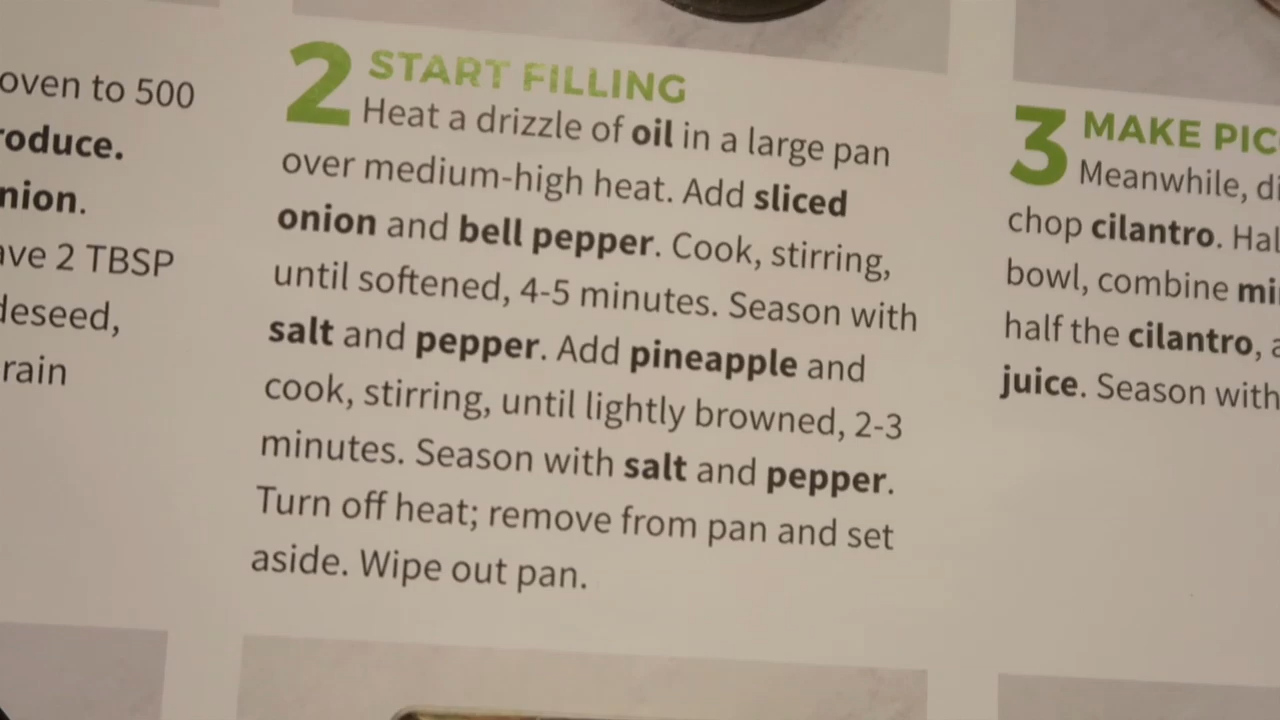 oven to 500
nion.
ave 2 TBSP
deseed,
2 START FILLING
Heat a drizzle of oil in a large pan
over medium-high heat. Add sliced
onion and bell pepper. Cook, stirring,
until softened, 4-5 minutes. Season with
salt and pepper. Add pineapple and
cook, stirring, until lightly browned, 2-3
minutes. Season with salt and pepper.
Turn off heat; remove from pan and set
aside. Wipe out pan.
3 MAKE PIC
Meanwhile, di
chop cilantro. Hal
bowl, combine mi
half the cilantro, a
juice. Season with